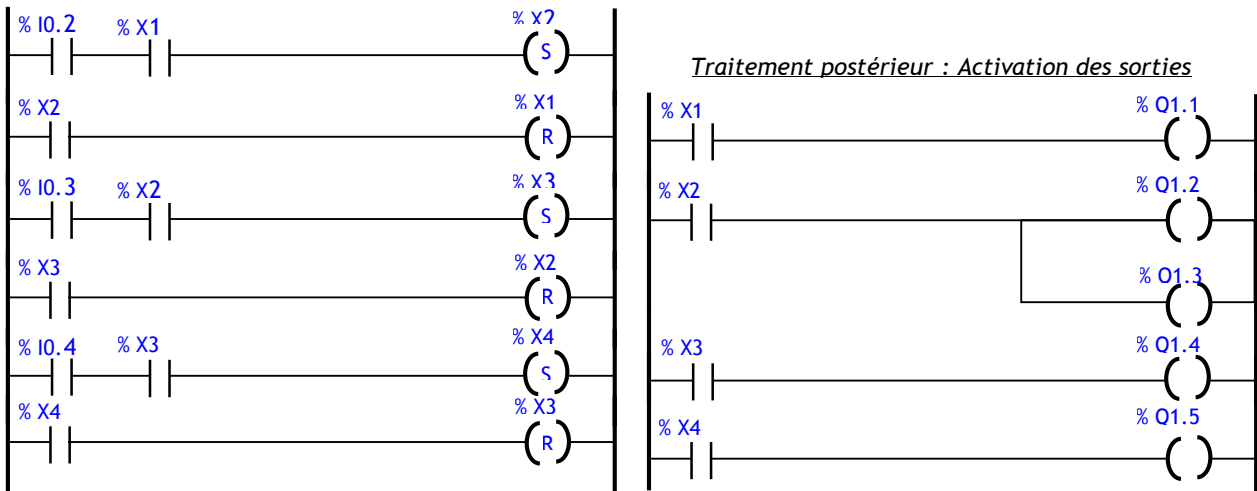 % I0.2 % X1 % X2
S
% X2 % X1
R
% I0.3 % X2 % X3
S
% X3 % X2
R
% I0.4 % X3 % X4
S
% X4 % X3
R
Traitement postérieur : Activation des sorties
% X1 % Q1.1
% X2 % Q1.2
% Q1.3
% X3 % Q1.4
% X4 % Q1.5